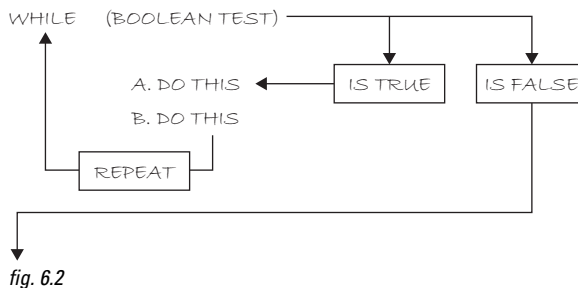 WHILE (BOOLEAN TEST)
A. DO THIS IS TRUE IS FALSE
B. DO THIS
REPEAT
fig. 6.2